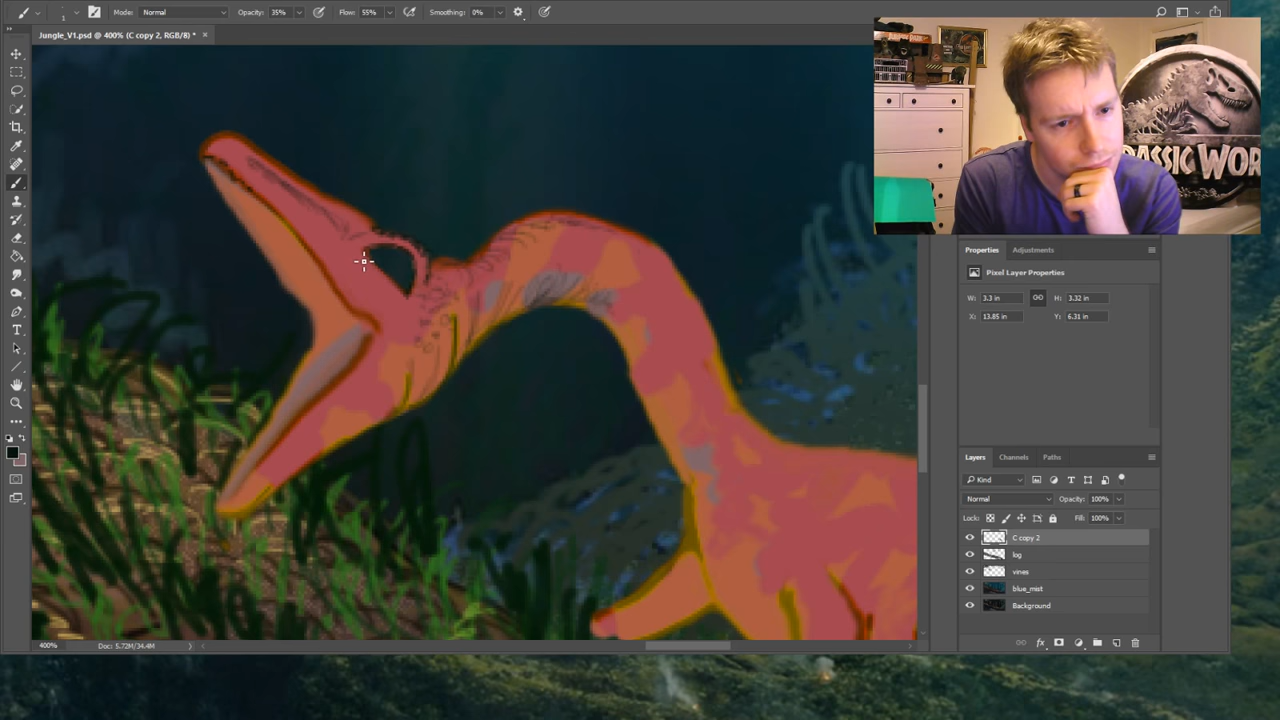 Mode: Normal Opacity: 35% Flow: 55% Smoothing: 0%
Jungle_V1.psd @ 400% (C copy 2, RGB/8) *
JURASSIC WORL
Properties Adjustments
Pixel Layer Properties
W: 3.3 in H: 3.32 in
X: 13.85 in Y: 6.31 in
Layers Channels Paths
Kind
Normal Opacity: 100%
Lock: Fill: 100%
C copy 2
log
vines
blue_mist
Background
400% Doc: 5.72M/34.4M